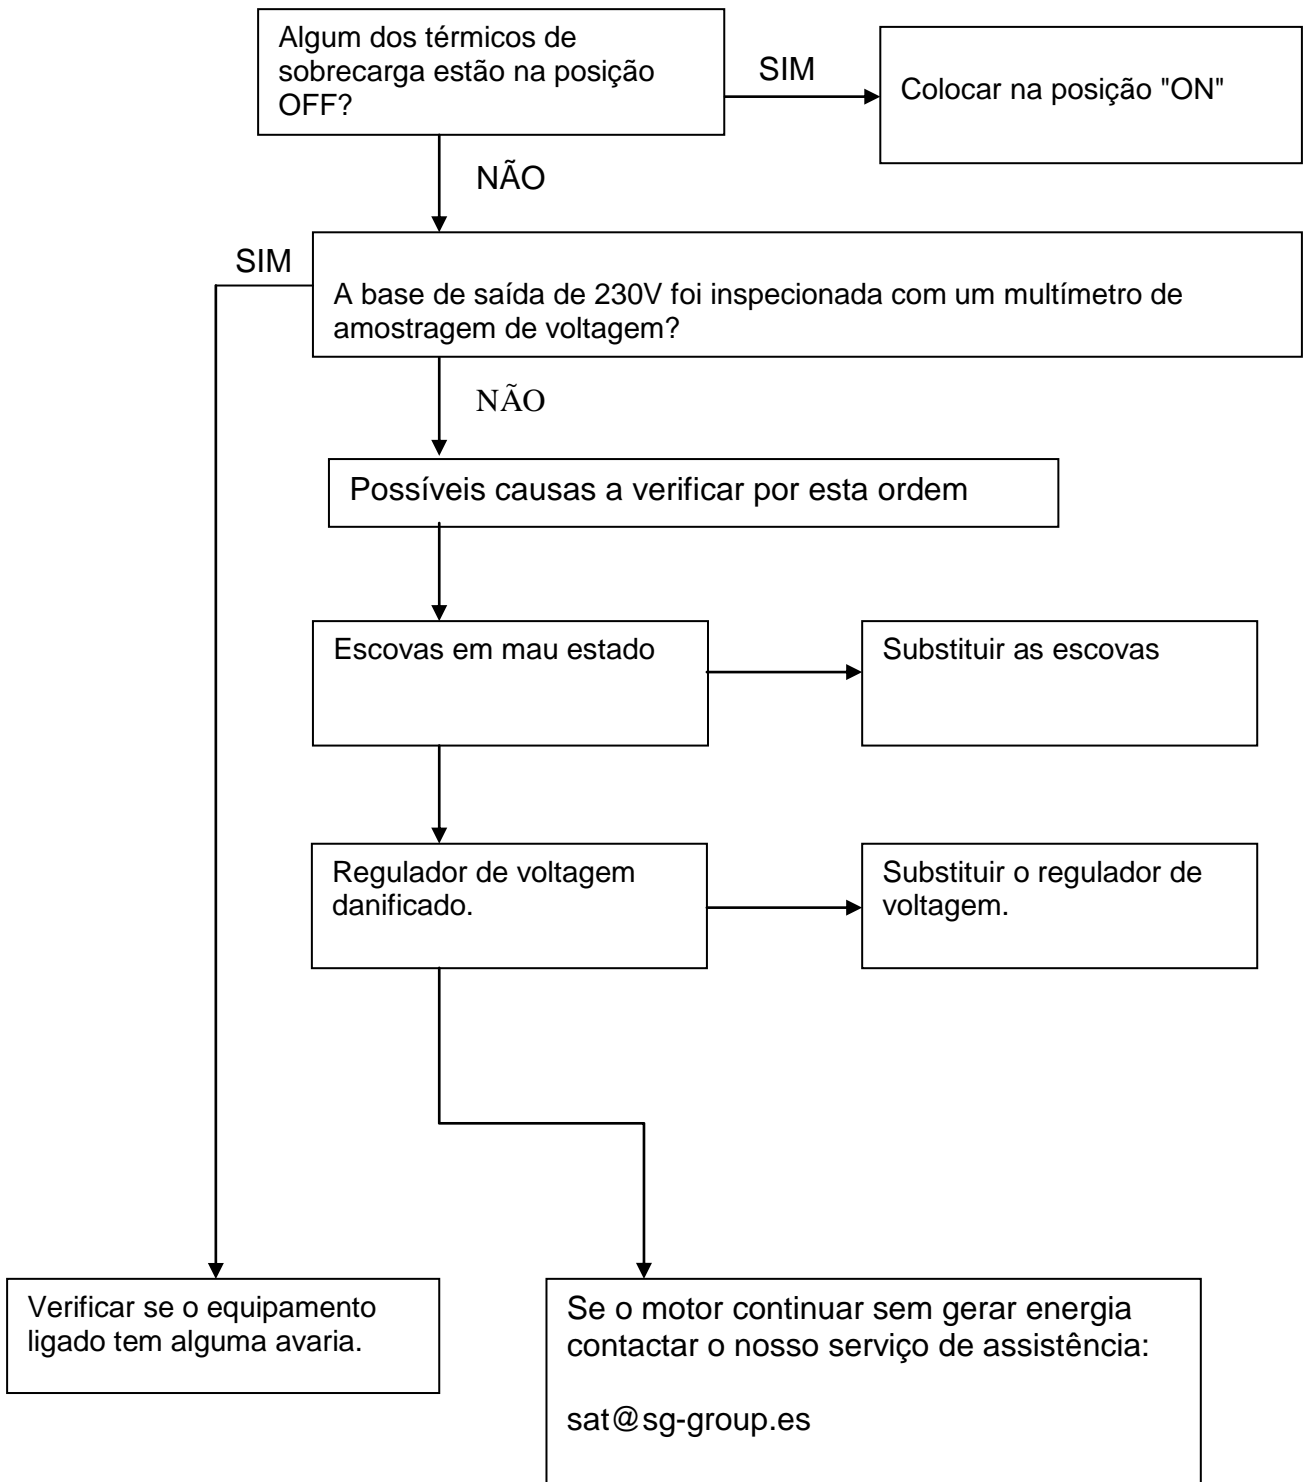 Algum dos térmicos de
sobrecarga estão na posição
OFF?
SIM
Colocar na posição "ON"
NÃO
SIM
A base de saída de 230V foi inspecionada com um multímetro de
amostragem de voltagem?
NÃO
Possíveis causas a verificar por esta ordem
Escovas em mau estado
Substituir as escovas
Regulador de voltagem
danificado.
Substituir o regulador de
voltagem.
Verificar se o equipamento
ligado tem alguma avaria.
Se o motor continuar sem gerar energia
contactar o nosso serviço de assistência:
sat@sg-group.es